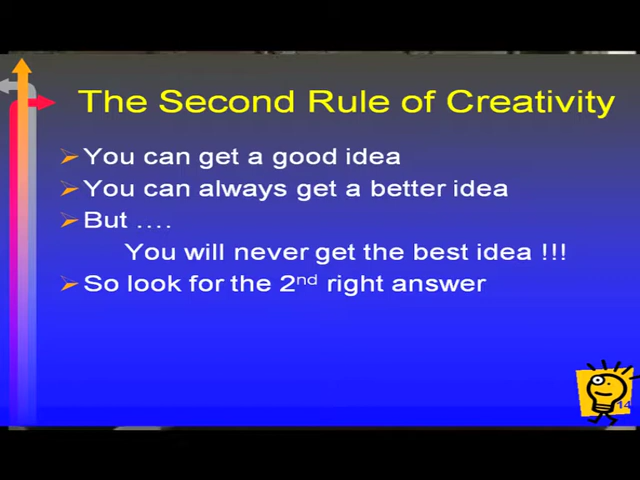 The Second Rule of Creativity
You can get a good idea
You can always get a better idea
But ....
You will never get the best idea !!!
So look for the 2nd right answer
14